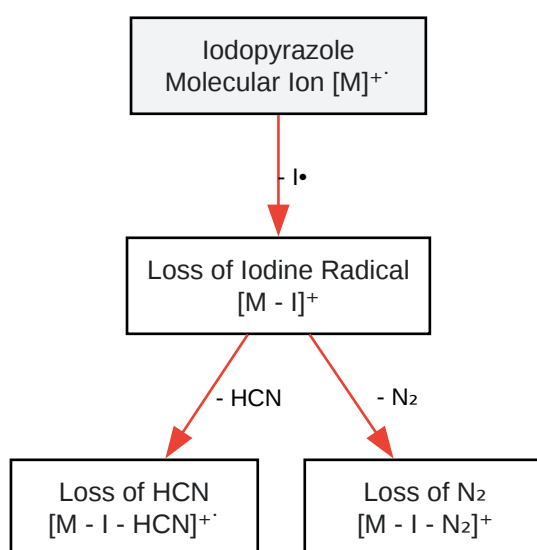 Iodopyrazole
Molecular Ion [M]⁺˙
- I•
Loss of Iodine Radical
[M - I]⁺
- HCN
- N₂
Loss of HCN
[M - I - HCN]⁺˙
Loss of N₂
[M - I - N₂]⁺